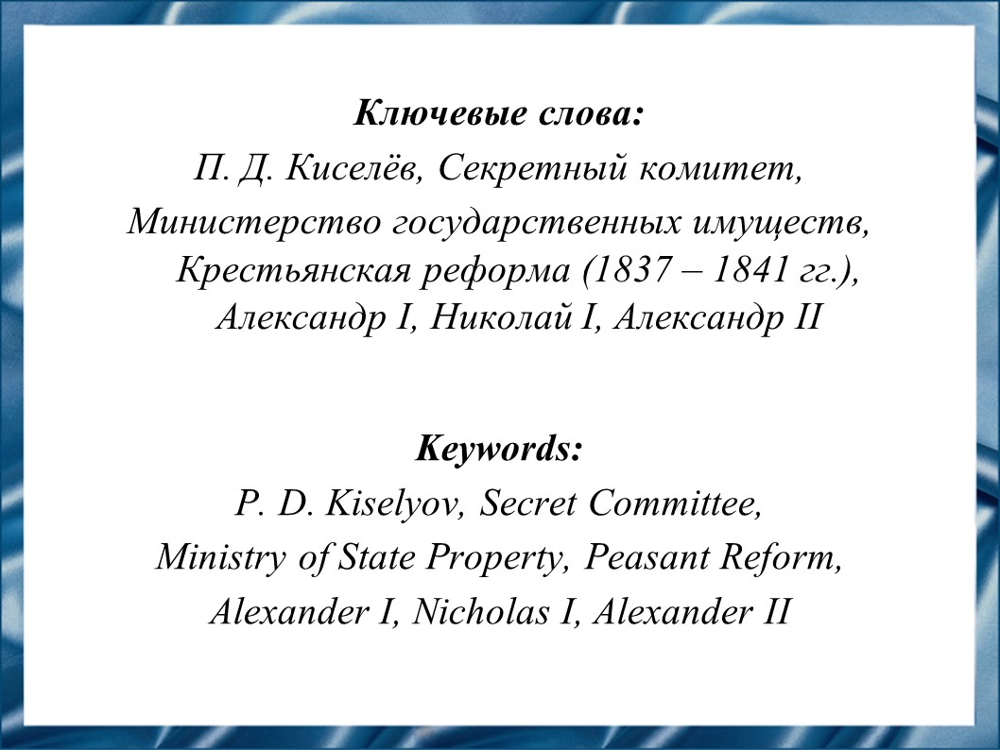 Ключевые слова:
П. Д. Киселёв, Секретный комитет,
Министерство государственных имуществ,
Крестьянская реформа (1837 – 1841 гг.),
Александр I, Николай I, Александр II
Keywords:
P. D. Kiselyov, Secret Committee,
Ministry of State Property, Peasant Reform,
Alexander I, Nicholas I, Alexander II